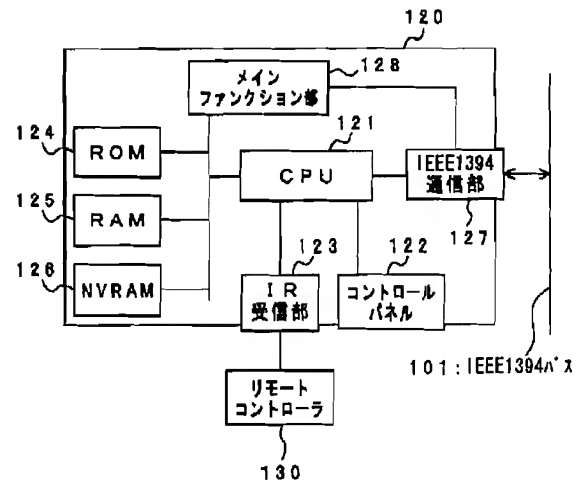 120
メイン
ファンクション部
128
124
ROM
121
CPU
IEEE1394
通信部
127
125
RAM
123
122
126
NVRAM
IR
受信部
コントロール
パネル
101:IEEE1394バス
リモート
コントローラ
130